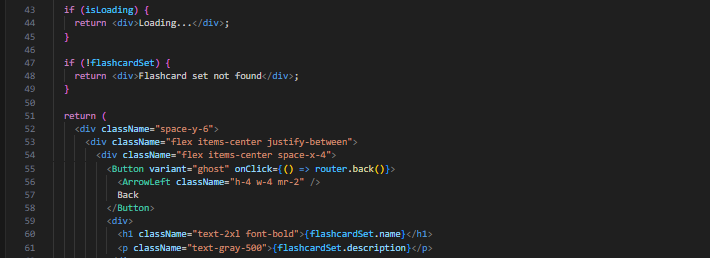 43 if (isLoading) {
44 return <div>Loading...</div>;
45 }
46
47 if (!flashcardSet) {
48 return <div>Flashcard set not found</div>;
49 }
50
51 return (
52 <div className="space-y-6">
53 <div className="flex items-center justify-between">
54 <div className="flex items-center space-x-4">
55 <Button variant="ghost" onClick={() => router.back()}>
56 <ArrowLeft className="h-4 w-4 mr-2" />
57 Back
58 </Button>
59 <div>
60 <h1 className="text-2xl font-bold">{flashcardSet.name}</h1>
61 <p className="text-gray-500">{flashcardSet.description}</p>